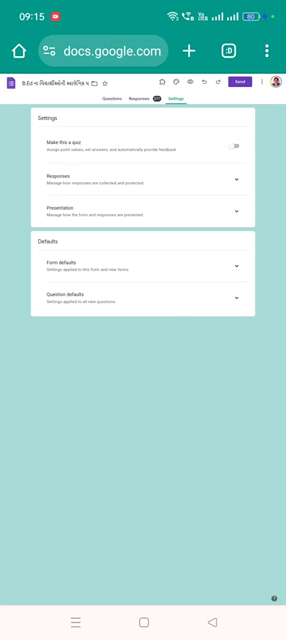 09:15
80
docs.google.com
:D
B.Ed ના વિદ્યાર્થીઓની આવેગિક પ
Send
Questions
Responses
Settings
Settings
Make this a quiz
Assign point values, set answers, and automatically provide feedback
Responses
Manage how responses are collected and protected
Presentation
Manage how the form and responses are presented
Defaults
Form defaults
Settings applied to this form and new forms
Question defaults
Settings applied to all new questions